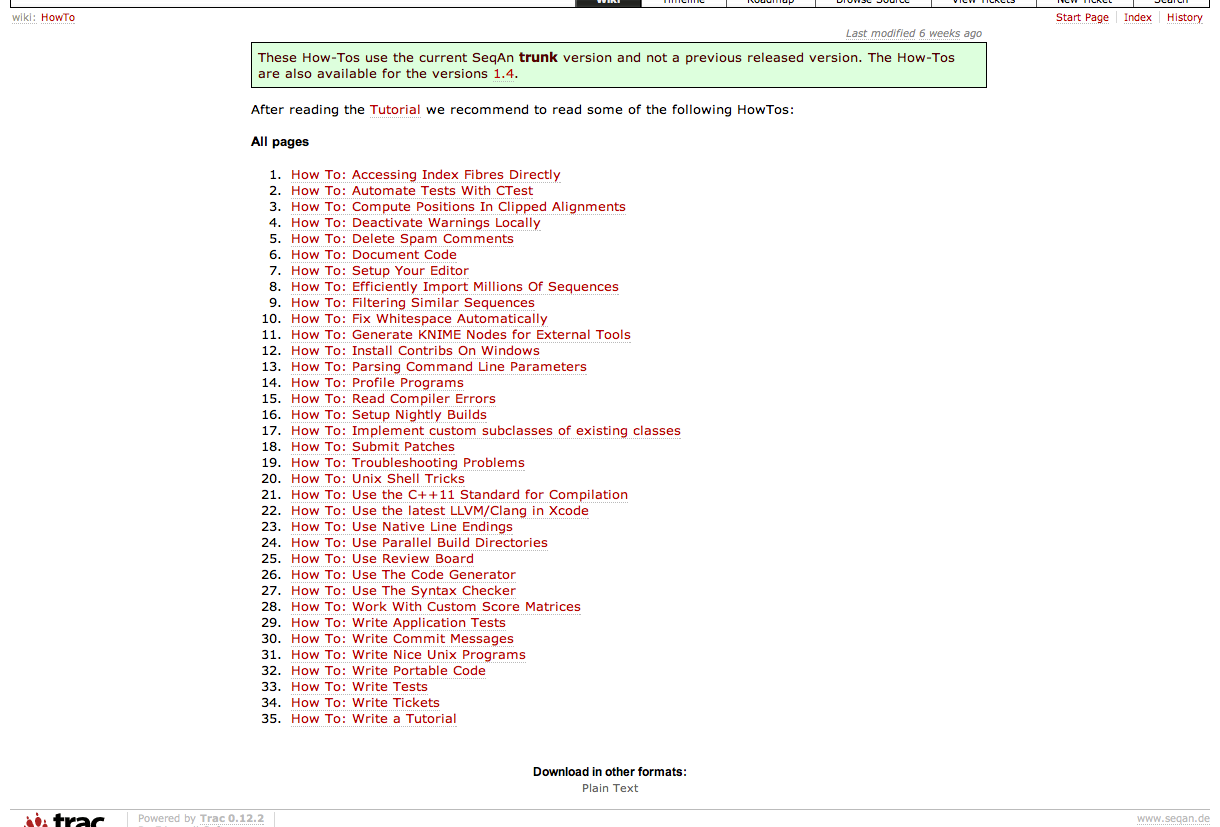 Wiki Timeline Roadmap Browse Source View Tickets New Ticket Search
wiki: HowTo
Start Page Index History
Last modified 6 weeks ago
These How-Tos use the current SeqAn trunk version and not a previous released version. The How-Tos
are also available for the versions 1.4.
After reading the Tutorial we recommend to read some of the following HowTos:
All pages
1. How To: Accessing Index Fibres Directly
2. How To: Automate Tests With CTest
3. How To: Compute Positions In Clipped Alignments
4. How To: Deactivate Warnings Locally
5. How To: Delete Spam Comments
6. How To: Document Code
7. How To: Setup Your Editor
8. How To: Efficiently Import Millions Of Sequences
9. How To: Filtering Similar Sequences
10. How To: Fix Whitespace Automatically
11. How To: Generate KNIME Nodes for External Tools
12. How To: Install Contribs On Windows
13. How To: Parsing Command Line Parameters
14. How To: Profile Programs
15. How To: Read Compiler Errors
16. How To: Setup Nightly Builds
17. How To: Implement custom subclasses of existing classes
18. How To: Submit Patches
19. How To: Troubleshooting Problems
20. How To: Unix Shell Tricks
21. How To: Use the C++11 Standard for Compilation
22. How To: Use the latest LLVM/Clang in Xcode
23. How To: Use Native Line Endings
24. How To: Use Parallel Build Directories
25. How To: Use Review Board
26. How To: Use The Code Generator
27. How To: Use The Syntax Checker
28. How To: Work With Custom Score Matrices
29. How To: Write Application Tests
30. How To: Write Commit Messages
31. How To: Write Nice Unix Programs
32. How To: Write Portable Code
33. How To: Write Tests
34. How To: Write Tickets
35. How To: Write a Tutorial
Download in other formats:
Plain Text
trac
Powered by Trac 0.12.2
www.seqan.de